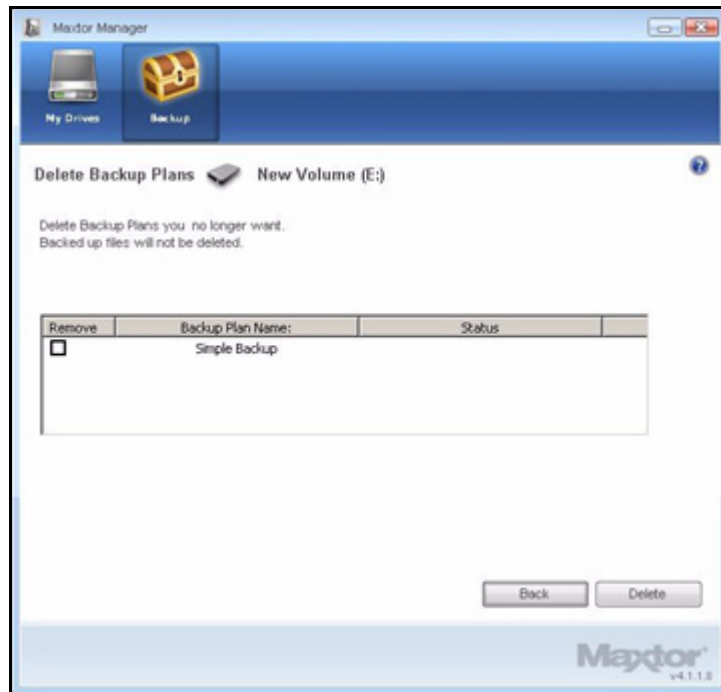 Maxtor Manager
My Drives
Backup
Delete Backup Plans New Volume (E:)
Delete Backup Plans you no longer want.
Backed up files will not be deleted.
Remove Backup Plan Name: Status
Simple Backup
Back Delete
Maxtor
v4.1.1.8